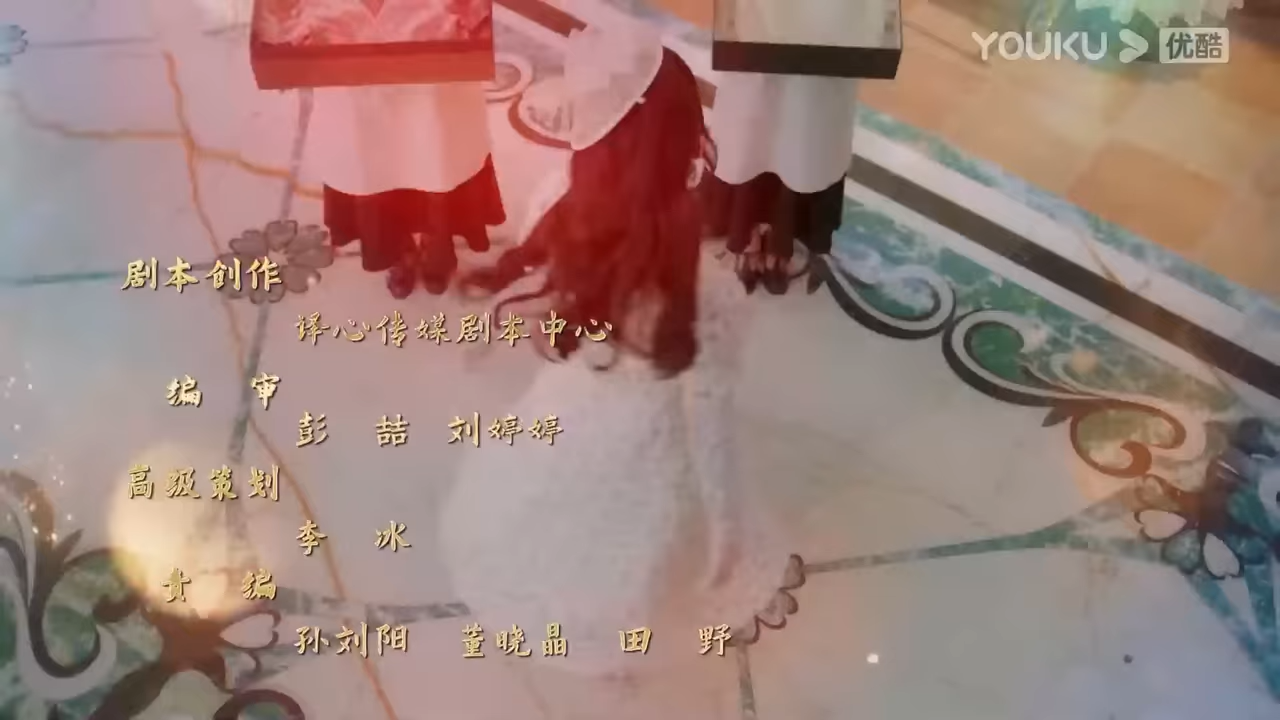 YOUKU 优酷
剧本创作
译心传媒剧本中心
编 审
彭 喆 刘婷婷
高级策划
李 冰
责 编
孙刘阳 董晓晶 田 野